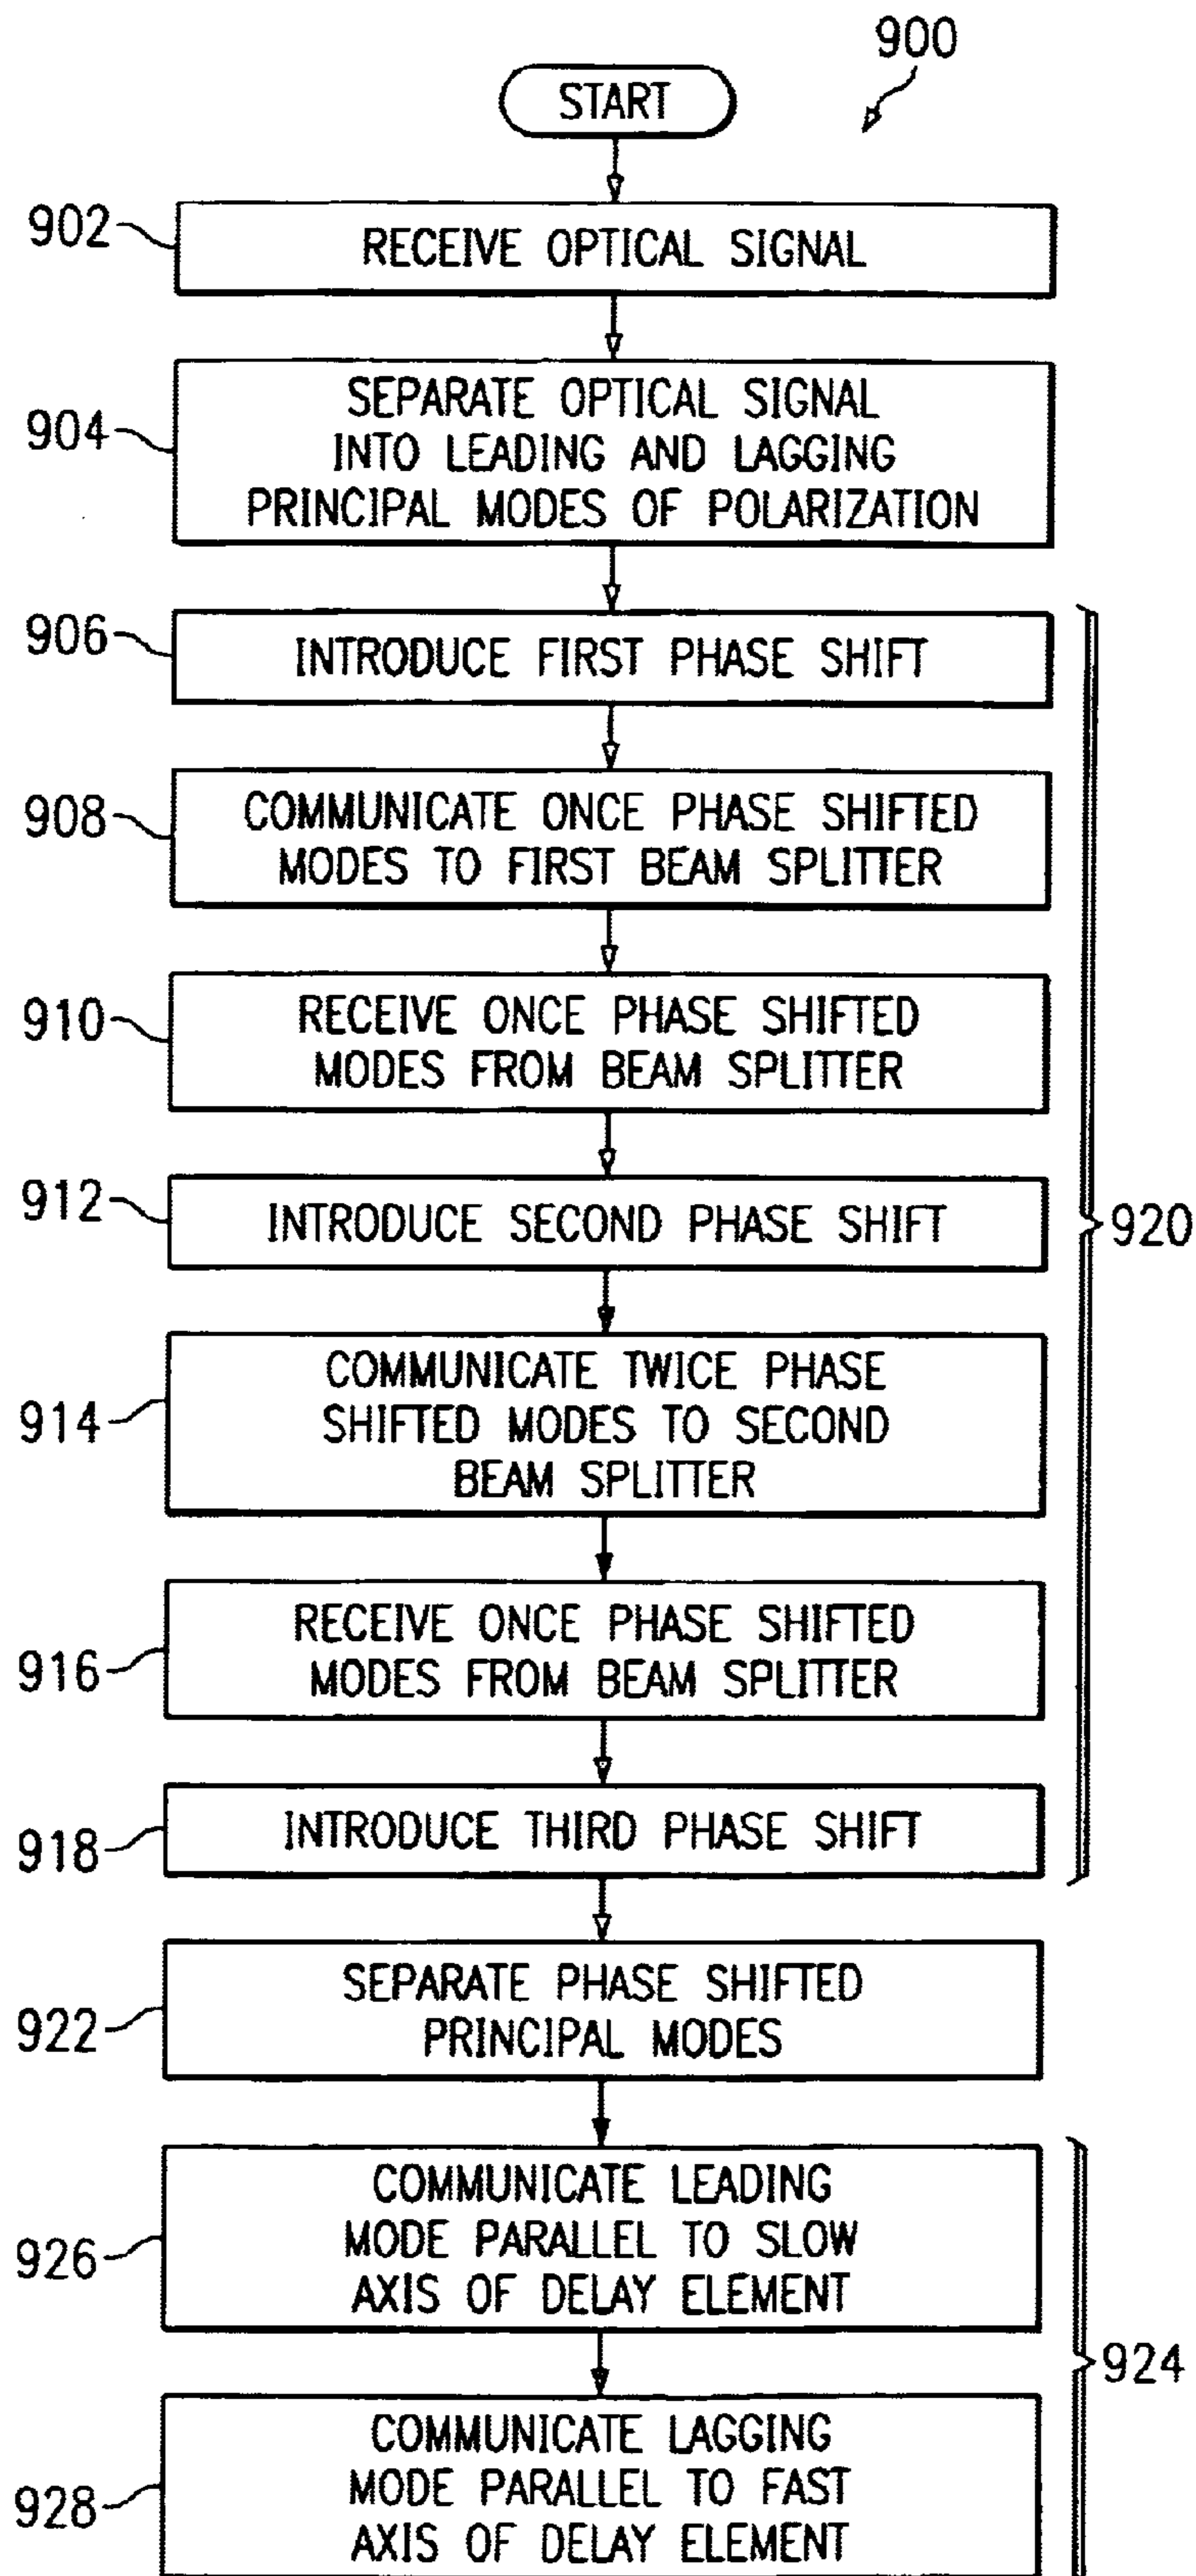 900
START
902
RECEIVE OPTICAL SIGNAL
904
SEPARATE OPTICAL SIGNAL
INTO LEADING AND LAGGING
PRINCIPAL MODES OF POLARIZATION
906
INTRODUCE FIRST PHASE SHIFT
908
COMMUNICATE ONCE PHASE SHIFTED
MODES TO FIRST BEAM SPLITTER
910
RECEIVE ONCE PHASE SHIFTED
MODES FROM BEAM SPLITTER
912
INTRODUCE SECOND PHASE SHIFT
920
914
COMMUNICATE TWICE PHASE
SHIFTED MODES TO SECOND
BEAM SPLITTER
916
RECEIVE ONCE PHASE SHIFTED
MODES FROM BEAM SPLITTER
918
INTRODUCE THIRD PHASE SHIFT
922
SEPARATE PHASE SHIFTED
PRINCIPAL MODES
926
COMMUNICATE LEADING
MODE PARALLEL TO SLOW
AXIS OF DELAY ELEMENT
924
928
COMMUNICATE LAGGING
MODE PARALLEL TO FAST
AXIS OF DELAY ELEMENT